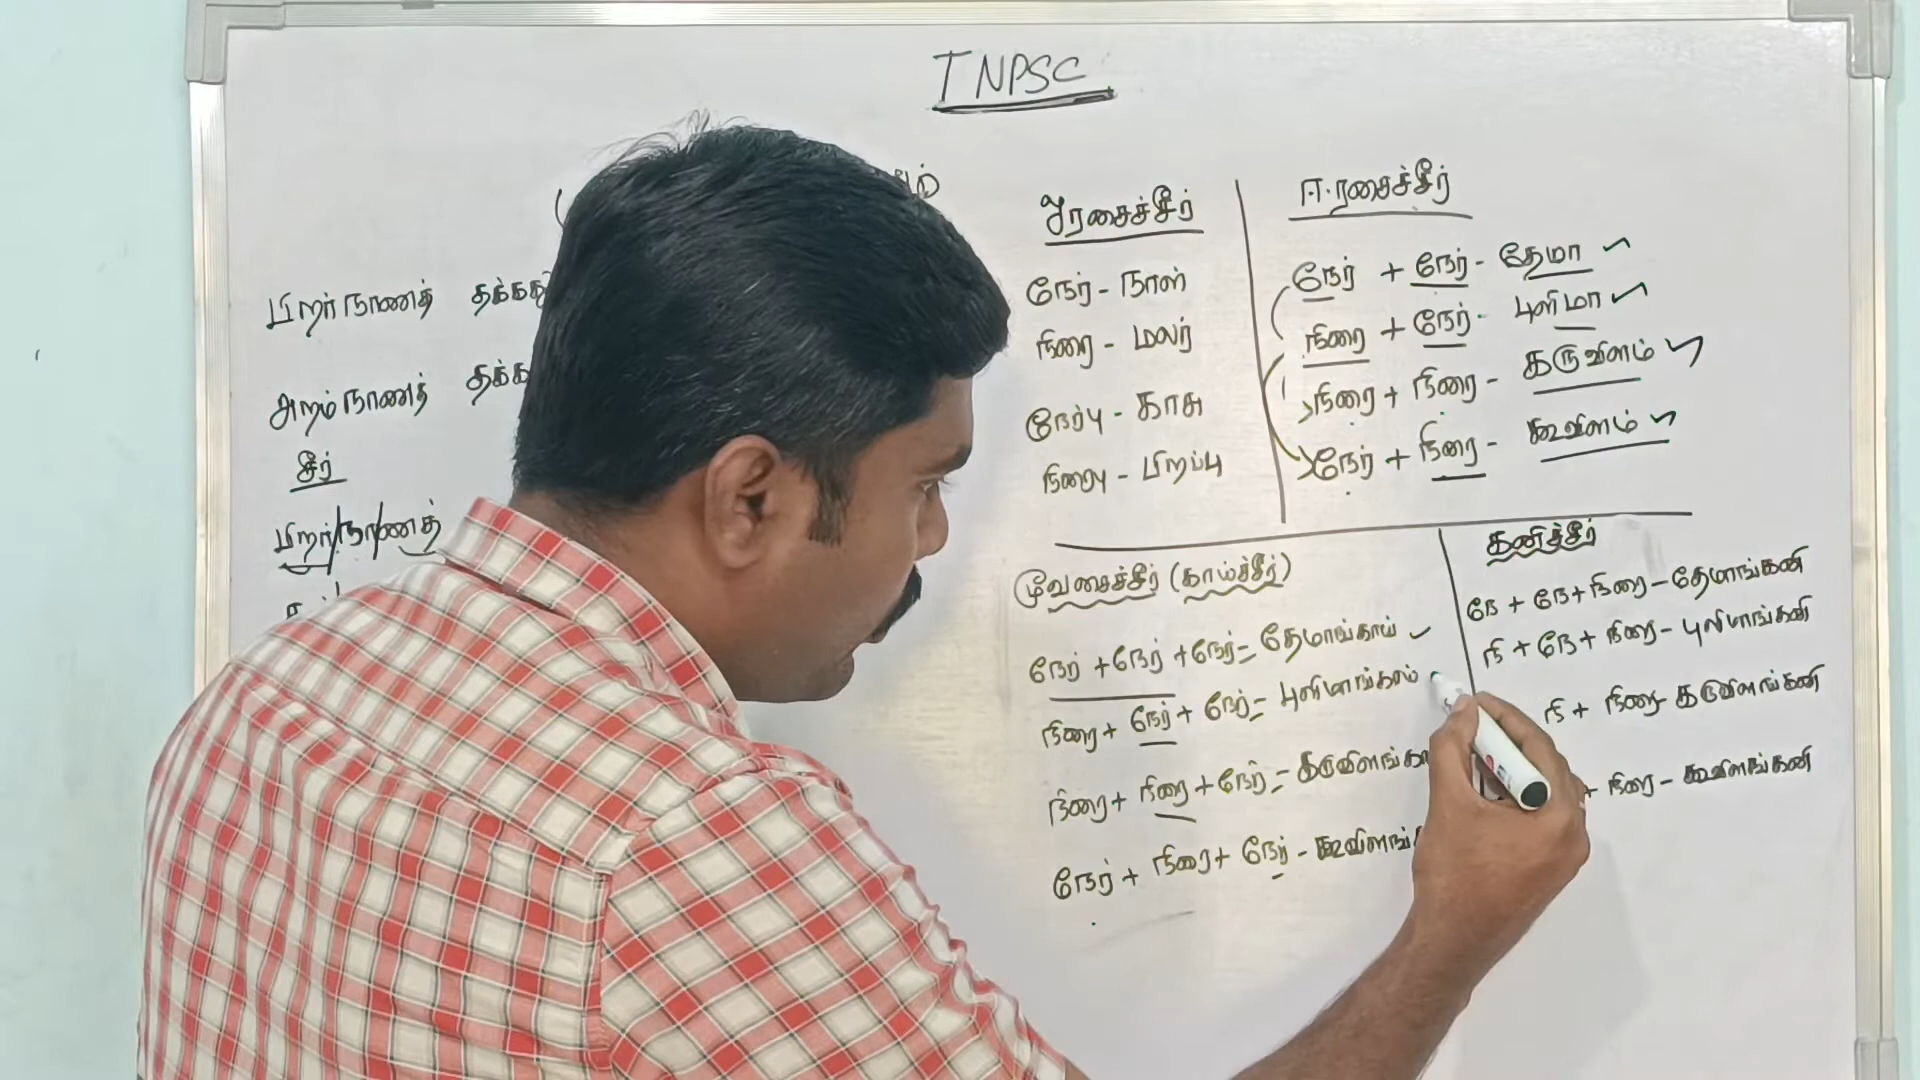 TNPSC
பிறர்நாணத் தக்கது
அறம்நாணத் தக்க
சீர்
பிறர்/நா/ணத்
ஓரசைச்சீர்
நேர் - நாள்
நிரை - மலர்
நேர்பு - காசு
நிரைபு - பிறப்பு
ஈரசைச்சீர்
நேர் + நேர் - தேமா
நிரை + நேர் - புளிமா
நிரை + நிரை - கருவிளம்
நேர் + நிரை - கூவிளம்
மூவசைச்சீர் (காய்ச்சீர்)
நேர் + நேர் + நேர் - தேமாங்காய்
நிரை + நேர் + நேர் - புளிமாங்காய்
நிரை + நிரை + நேர் - கருவிளங்கா
நேர் + நிரை + நேர் - கூவிளங்
கனிச்சீர்
நே + நே + நிரை - தேமாங்கனி
நி + நே + நிரை - புளிமாங்கனி
நி + நிரை - கருவிளங்கனி
+ நிரை - கூவிளங்கனி